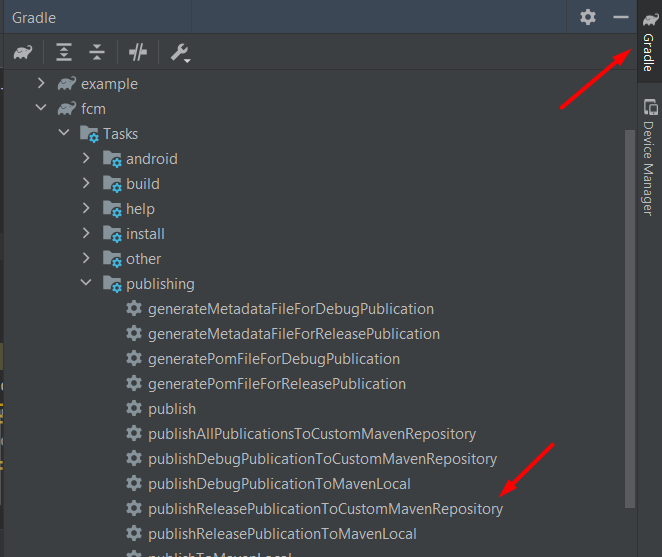 Gradle
example
fcm
Tasks
android
build
help
install
other
publishing
generateMetadataFileForDebugPublication
generateMetadataFileForReleasePublication
generatePomFileForDebugPublication
generatePomFileForReleasePublication
publish
publishAllPublicationsToCustomMavenRepository
publishDebugPublicationToCustomMavenRepository
publishDebugPublicationToMavenLocal
publishReleasePublicationToCustomMavenRepository
publishReleasePublicationToMavenLocal
publishToMavenLocal
Gradle
Device Manager